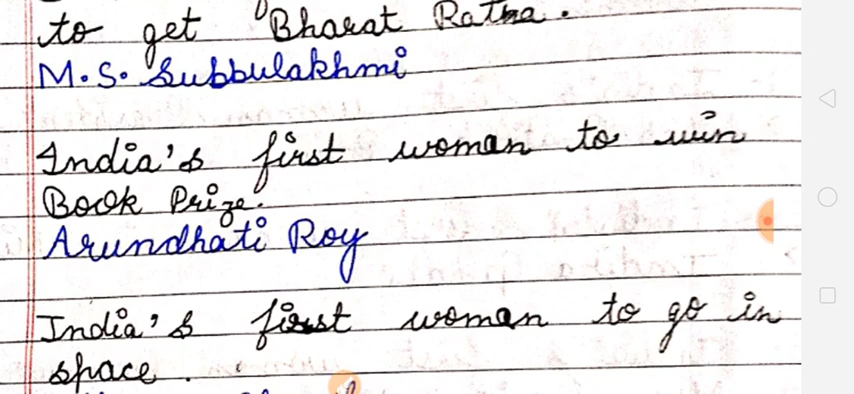 to get Bharat Ratna.
M.S. Subbulakhmi
India's first woman to win
Book Prize.
Arundhati Roy
India's first woman to go in
space.